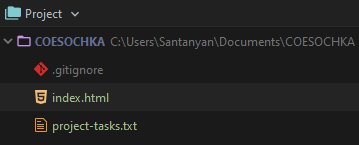 Project
COESOCHKA C:\Users\Santanyan\Documents\COESOCHKA
.gitignore
index.html
project-tasks.txt